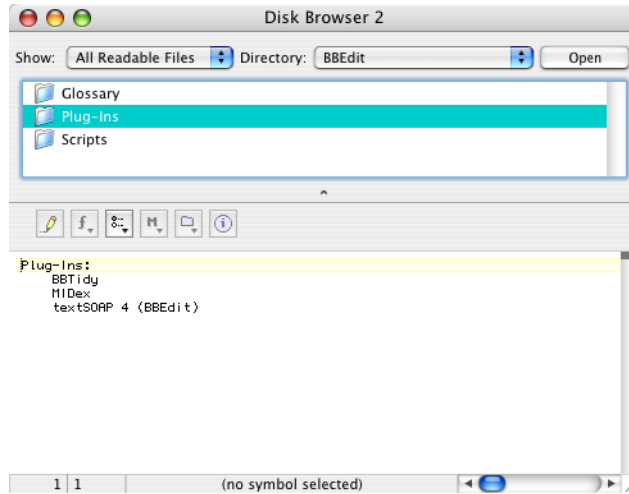 Disk Browser 2
Show: All Readable Files Directory: BBEdit Open
Glossary
Plug-Ins
Scripts
Plug-Ins:
BBTidy
MIDex
textSOAP 4 (BBEdit)
1 1 (no symbol selected)